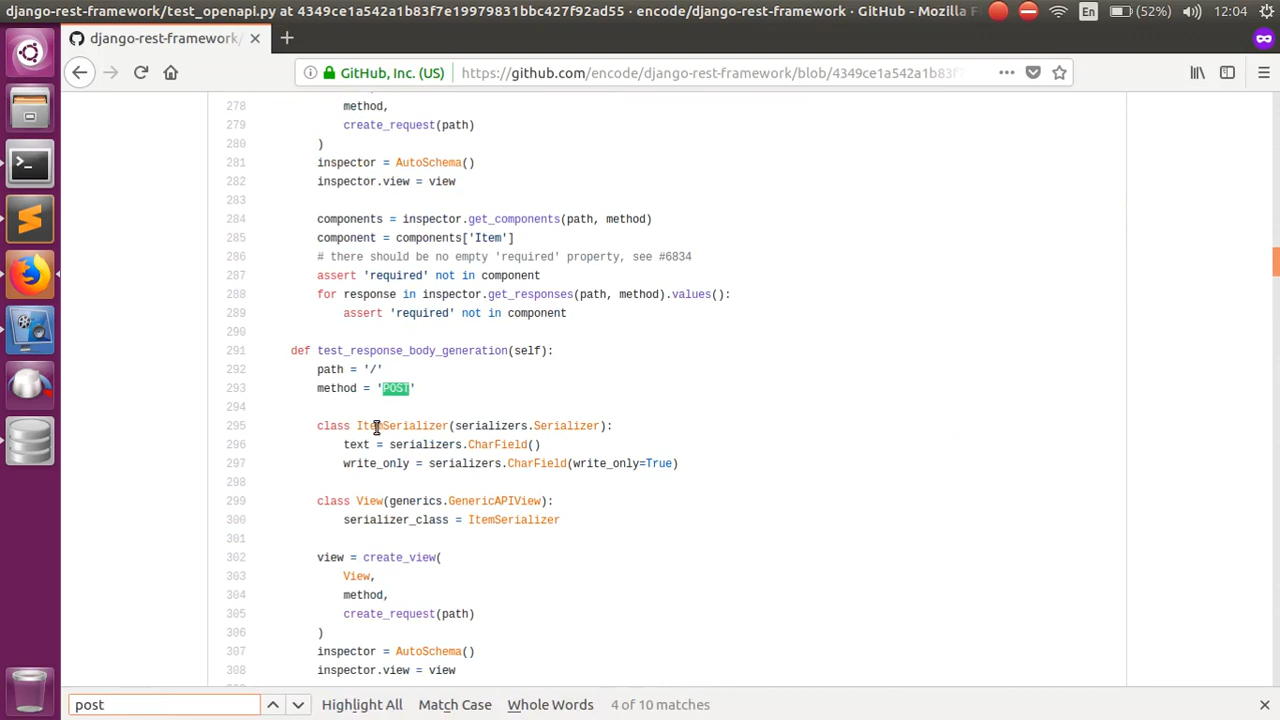 django-rest-framework/test_openapi.py at 4349ce1a542a1b83f7e19979831bbc427f92ad55 · encode/django-rest-framework · GitHub - Mozilla F
En (52%) 12:04
django-rest-framework/
GitHub, Inc. (US) https://github.com/encode/django-rest-framework/blob/4349ce1a542a1b83f7
278 method,
279 create_request(path)
280 )
281 inspector = AutoSchema()
282 inspector.view = view
283
284 components = inspector.get_components(path, method)
285 component = components['Item']
286 # there should be no empty 'required' property, see #6834
287 assert 'required' not in component
288 for response in inspector.get_responses(path, method).values():
289 assert 'required' not in component
290
291 def test_response_body_generation(self):
292 path = '/'
293 method = 'POST'
294
295 class ItemSerializer(serializers.Serializer):
296 text = serializers.CharField()
297 write_only = serializers.CharField(write_only=True)
298
299 class View(generics.GenericAPIView):
300 serializer_class = ItemSerializer
301
302 view = create_view(
303 View,
304 method,
305 create_request(path)
306 )
307 inspector = AutoSchema()
308 inspector.view = view
post Highlight All Match Case Whole Words 4 of 10 matches